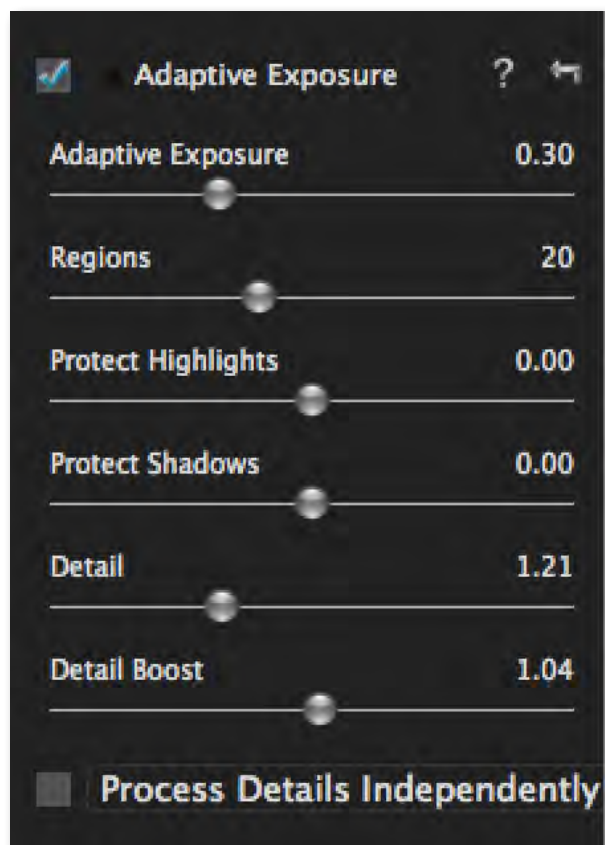 Adaptive Exposure ?
Adaptive Exposure 0.30
Regions 20
Protect Highlights 0.00
Protect Shadows 0.00
Detail 1.21
Detail Boost 1.04
Process Details Independently